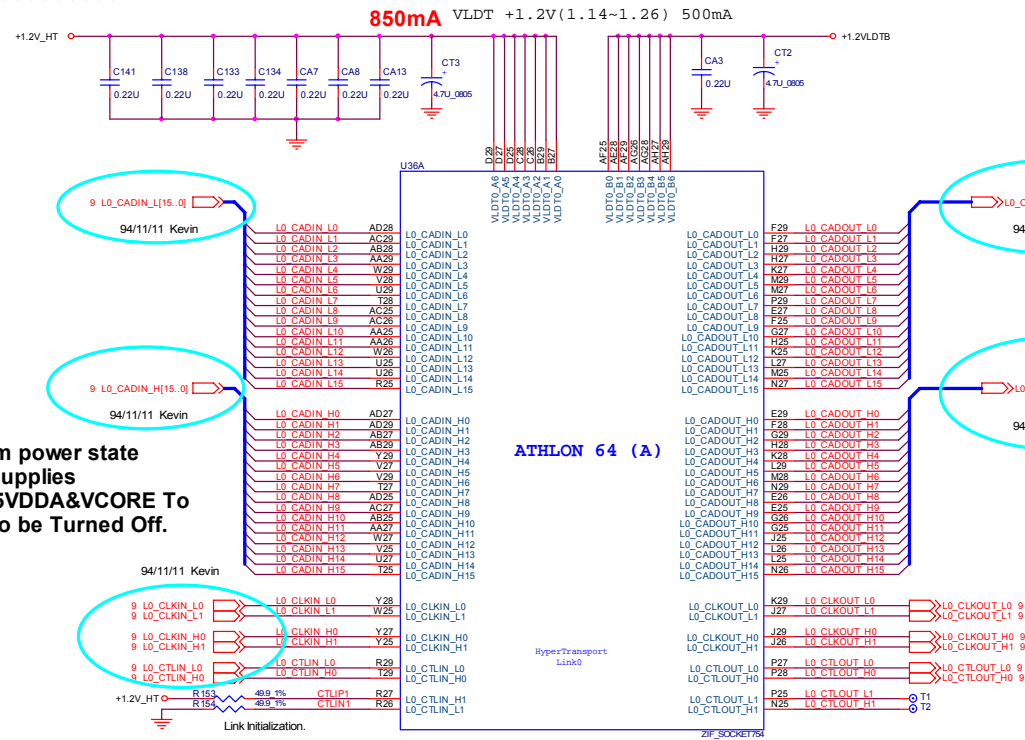 850mA VLDT +1.2V(1.14~1.26) 500mA
+1.2V_HT
+1.2VLDTB
C141 0.22U
C138 0.22U
C133 0.22U
C134 0.22U
CA7 0.22U
CA8 0.22U
CA13 0.22U
CT3 + 4.7U_0805
CA3 0.22U
CT2 + 4.7U_0805
D29 D27 D25 C28 C26 B29 B27
AF25 AE28 AF29 AG26 AG28 AH27 AH29
U36A
VLDT0_A6 VLDT0_A5 VLDT0_A4 VLDT0_A3 VLDT0_A2 VLDT0_A1 VLDT0_A0
VLDT0_B0 VLDT0_B1 VLDT0_B2 VLDT0_B3 VLDT0_B4 VLDT0_B5 VLDT0_B6
9 L0_CADIN_L[15..0]
94/11/11 Kevin
L0_C
94
L0_CADIN_L0 AD28 L0_CADIN_L0 L0_CADOUT_L0 F29 L0_CADOUT_L0
L0_CADIN_L1 AC29 L0_CADIN_L1 L0_CADOUT_L1 F27 L0_CADOUT_L1
L0_CADIN_L2 AB28 L0_CADIN_L2 L0_CADOUT_L2 H29 L0_CADOUT_L2
L0_CADIN_L3 AA29 L0_CADIN_L3 L0_CADOUT_L3 H27 L0_CADOUT_L3
L0_CADIN_L4 W29 L0_CADIN_L4 L0_CADOUT_L4 K27 L0_CADOUT_L4
L0_CADIN_L5 V28 L0_CADIN_L5 L0_CADOUT_L5 M29 L0_CADOUT_L5
L0_CADIN_L6 U29 L0_CADIN_L6 L0_CADOUT_L6 M27 L0_CADOUT_L6
L0_CADIN_L7 T28 L0_CADIN_L7 L0_CADOUT_L7 P29 L0_CADOUT_L7
L0_CADIN_L8 AC25 L0_CADIN_L8 L0_CADOUT_L8 E27 L0_CADOUT_L8
L0_CADIN_L9 AC26 L0_CADIN_L9 L0_CADOUT_L9 F25 L0_CADOUT_L9
L0_CADIN_L10 AA25 L0_CADIN_L10 L0_CADOUT_L10 G27 L0_CADOUT_L10
L0_CADIN_L11 AA26 L0_CADIN_L11 L0_CADOUT_L11 H25 L0_CADOUT_L11
L0_CADIN_L12 W26 L0_CADIN_L12 L0_CADOUT_L12 K25 L0_CADOUT_L12
L0_CADIN_L13 U25 L0_CADIN_L13 L0_CADOUT_L13 L27 L0_CADOUT_L13
L0_CADIN_L14 U26 L0_CADIN_L14 L0_CADOUT_L14 M25 L0_CADOUT_L14
L0_CADIN_L15 R25 L0_CADIN_L15 L0_CADOUT_L15 N27 L0_CADOUT_L15
9 L0_CADIN_H[15..0]
94/11/11 Kevin
L0
94
L0_CADIN_H0 AD27 L0_CADIN_H0 L0_CADOUT_H0 E29 L0_CADOUT_H0
L0_CADIN_H1 AD29 L0_CADIN_H1 L0_CADOUT_H1 F28 L0_CADOUT_H1
L0_CADIN_H2 AB27 L0_CADIN_H2 L0_CADOUT_H2 G29 L0_CADOUT_H2
L0_CADIN_H3 AB29 L0_CADIN_H3 L0_CADOUT_H3 H28 L0_CADOUT_H3
L0_CADIN_H4 Y29 L0_CADIN_H4 L0_CADOUT_H4 K28 L0_CADOUT_H4
L0_CADIN_H5 V27 L0_CADIN_H5 L0_CADOUT_H5 L29 L0_CADOUT_H5
L0_CADIN_H6 V29 L0_CADIN_H6 L0_CADOUT_H6 M28 L0_CADOUT_H6
L0_CADIN_H7 T27 L0_CADIN_H7 L0_CADOUT_H7 N29 L0_CADOUT_H7
L0_CADIN_H8 AD25 L0_CADIN_H8 L0_CADOUT_H8 E26 L0_CADOUT_H8
L0_CADIN_H9 AC27 L0_CADIN_H9 L0_CADOUT_H9 E25 L0_CADOUT_H9
L0_CADIN_H10 AB25 L0_CADIN_H10 L0_CADOUT_H10 G26 L0_CADOUT_H10
L0_CADIN_H11 AA27 L0_CADIN_H11 L0_CADOUT_H11 G25 L0_CADOUT_H11
L0_CADIN_H12 W27 L0_CADIN_H12 L0_CADOUT_H12 J25 L0_CADOUT_H12
L0_CADIN_H13 V25 L0_CADIN_H13 L0_CADOUT_H13 L26 L0_CADOUT_H13
L0_CADIN_H14 U27 L0_CADIN_H14 L0_CADOUT_H14 L25 L0_CADOUT_H14
L0_CADIN_H15 T25 L0_CADIN_H15 L0_CADOUT_H15 N26 L0_CADOUT_H15
ATHLON 64 (A)
m power state
upplies
5VDDA&VCORE To
o be Turned Off.
94/11/11 Kevin
9 L0_CLKIN_L0 L0_CLKIN_L0 Y28 L0_CLKIN_L0 L0_CLKOUT_L0 K29 L0_CLKOUT_L0 L0_CLKOUT_L0 9
9 L0_CLKIN_L1 L0_CLKIN_L1 W25 L0_CLKIN_L1 L0_CLKOUT_L1 J27 L0_CLKOUT_L1 L0_CLKOUT_L1 9
9 L0_CLKIN_H0 L0_CLKIN_H0 Y27 L0_CLKIN_H0 L0_CLKOUT_H0 J29 L0_CLKOUT_H0 L0_CLKOUT_H0 9
9 L0_CLKIN_H1 L0_CLKIN_H1 Y25 L0_CLKIN_H1 L0_CLKOUT_H1 J26 L0_CLKOUT_H1 L0_CLKOUT_H1 9
HyperTransport
Link0
9 L0_CTLIN_L0 L0_CTLIN_L0 R29 L0_CTLIN_L0 L0_CTLOUT_L0 P27 L0_CTLOUT_L0 L0_CTLOUT_L0 9
9 L0_CTLIN_H0 L0_CTLIN_H0 T29 L0_CTLIN_H0 L0_CTLOUT_H0 P28 L0_CTLOUT_H0 L0_CTLOUT_H0 9
+1.2V_HT R153 49.9_1% CTLIP1 R27 L0_CTLIN_H1 L0_CTLOUT_L1 P25 L0_CTLOUT_L1 T1
R154 49.9_1% CTLIN1 R26 L0_CTLIN_L1 L0_CTLOUT_H1 N25 L0_CTLOUT_H1 T2
Link Initialization.
ZIF_SOCKET754